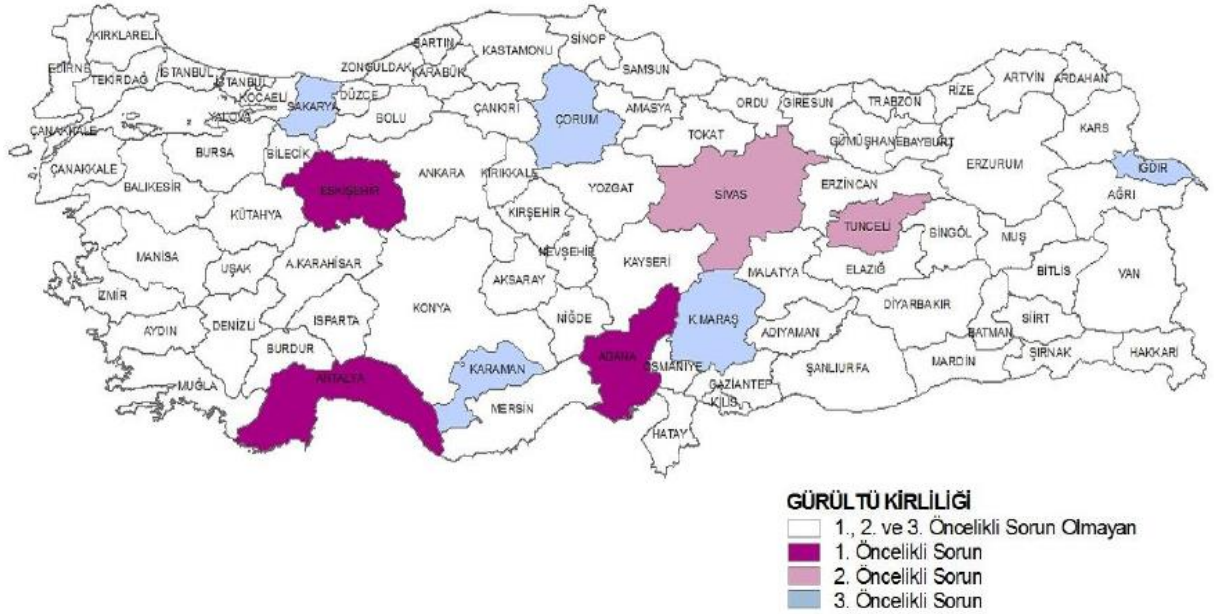 KIRKLARELİ
EDİRNE
TEKİRDAĞ
İSTANBUL
İSTANBUL
KOCAELİ
YALOVA
SAKARYA
DÜZCE
ZONGULDAK
BARTIN
KARABÜK
KASTAMONU
SİNOP
SAMSUN
ÇANKIRI
BOLU
ÇORUM
AMASYA
ORDU
GİRESUN
TRABZON
RİZE
ARTVİN
ARDAHAN
KARS
TOKAT
GÜMÜŞHANE
BAYBURT
ERZURUM
IĞDIR
AĞRI
ÇANAKKALE
ÇANAKKALE
BURSA
BİLECİK
ESKİŞEHİR
ANKARA
KIRIKKALE
YOZGAT
SİVAS
ERZİNCAN
TUNCELİ
BİNGÖL
MUŞ
BALIKESİR
KÜTAHYA
KIRŞEHİR
NEVŞEHİR
KAYSERİ
MALATYA
ELAZIĞ
BİTLİS
VAN
MANİSA
UŞAK
A.KARAHİSAR
AKSARAY
KONYA
NİĞDE
K.MARAŞ
DİYARBAKIR
SİİRT
BATMAN
İZMİR
AYDIN
DENİZLİ
ISPARTA
BURDUR
ADANA
OSMANİYE
ADIYAMAN
ŞANLIURFA
MARDİN
ŞIRNAK
HAKKARİ
MUĞLA
ANTALYA
KARAMAN
MERSİN
GAZİANTEP
KİLİS
HATAY
GÜRÜLTÜ KİRLİLİĞİ
1., 2. ve 3. Öncelikli Sorun Olmayan
1. Öncelikli Sorun
2. Öncelikli Sorun
3. Öncelikli Sorun